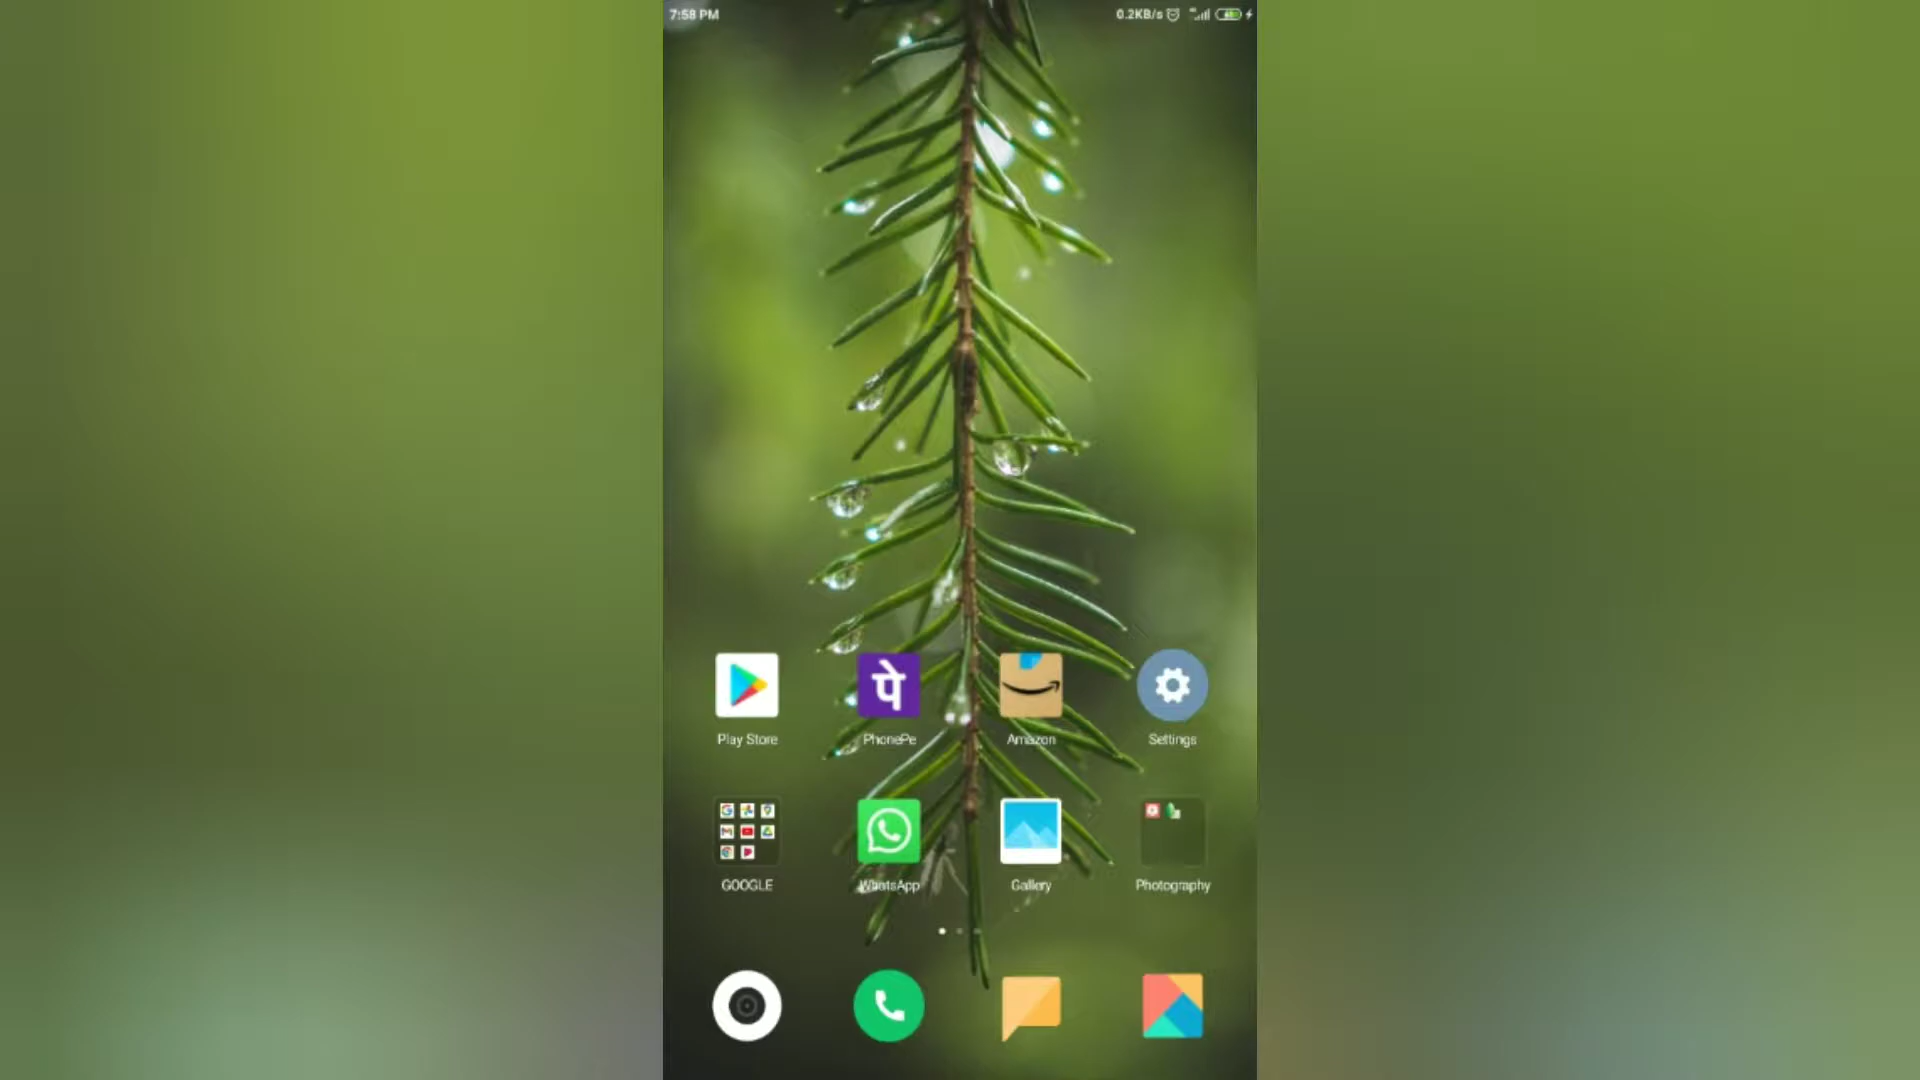 7:58 PM
0.2KB/s
पे
Play Store
PhonePe
Amazon
Settings
GOOGLE
WhatsApp
Gallery
Photography